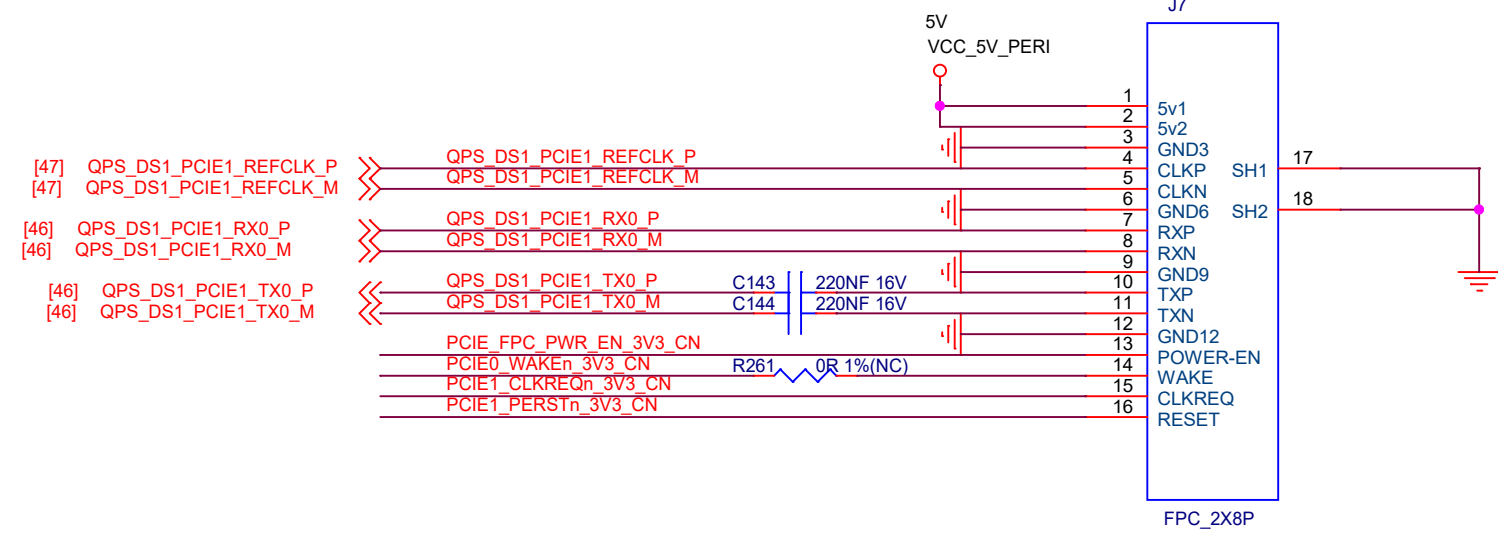 J7
5V
VCC_5V_PERI
1 5v1
2 5v2
3 GND3
[47] QPS_DS1_PCIE1_REFCLK_P QPS_DS1_PCIE1_REFCLK_P 4 CLKP SH1 17
[47] QPS_DS1_PCIE1_REFCLK_M QPS_DS1_PCIE1_REFCLK_M 5 CLKN
6 GND6 SH2 18
[46] QPS_DS1_PCIE1_RX0_P QPS_DS1_PCIE1_RX0_P 7 RXP
[46] QPS_DS1_PCIE1_RX0_M QPS_DS1_PCIE1_RX0_M 8 RXN
9 GND9
[46] QPS_DS1_PCIE1_TX0_P QPS_DS1_PCIE1_TX0_P C143 220NF 16V 10 TXP
[46] QPS_DS1_PCIE1_TX0_M QPS_DS1_PCIE1_TX0_M C144 220NF 16V 11 TXN
12 GND12
PCIE_FPC_PWR_EN_3V3_CN 13 POWER-EN
PCIE0_WAKEn_3V3_CN R261 0R 1%(NC) 14 WAKE
PCIE1_CLKREQn_3V3_CN 15 CLKREQ
PCIE1_PERSTn_3V3_CN 16 RESET
FPC_2X8P